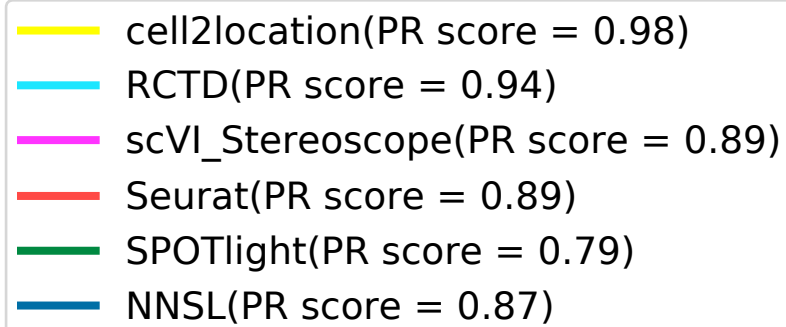 cell2location(PR score = 0.98)
RCTD(PR score = 0.94)
scVI_Stereoscope(PR score = 0.89)
Seurat(PR score = 0.89)
SPOTlight(PR score = 0.79)
NNSL(PR score = 0.87)